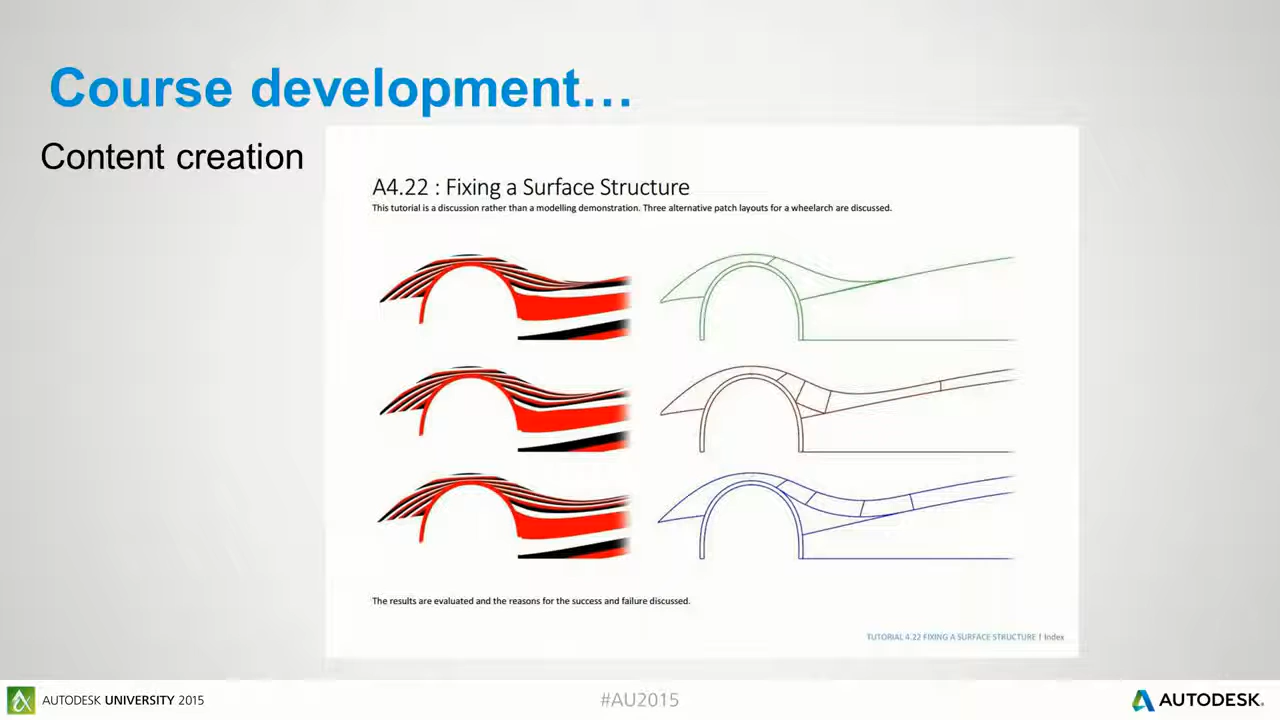 Course development…
Content creation
A4.22 : Fixing a Surface Structure
This tutorial is a discussion rather than a modelling demonstration. Three alternative patch layouts for a wheelarch are discussed.
The results are evaluated and the reasons for the success and failure discussed.
TUTORIAL 4.22 FIXING A SURFACE STRUCTURE | Index
AUTODESK UNIVERSITY 2015
#AU2015
AUTODESK.